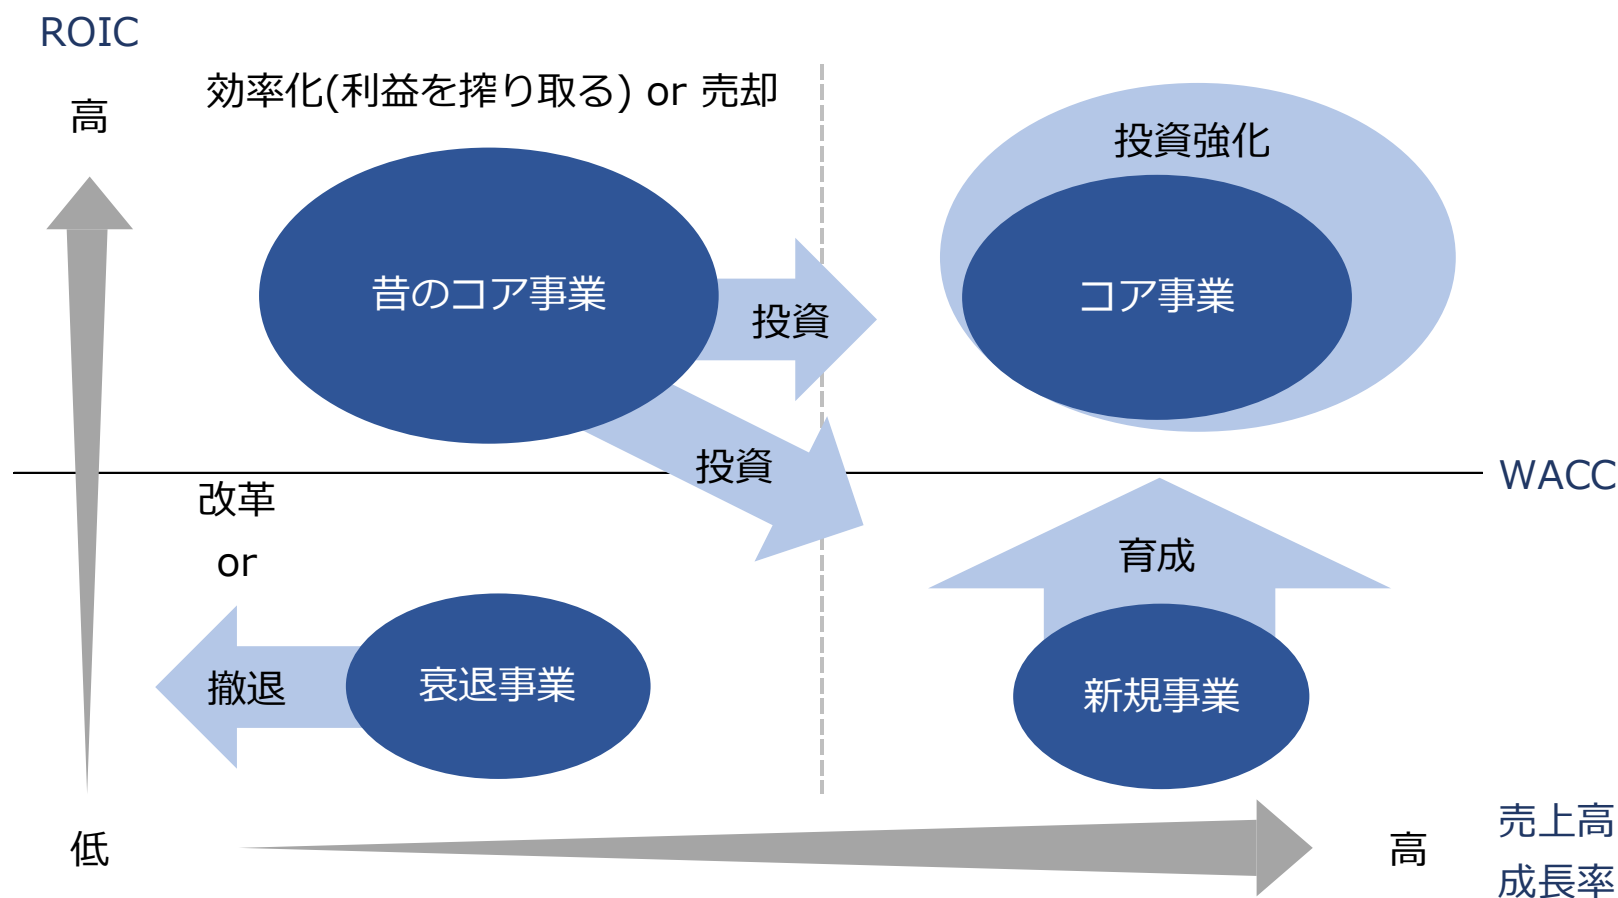 ROIC
高
効率化(利益を搾り取る) or 売却
投資強化
昔のコア事業
投資
コア事業
投資
WACC
改革
or
育成
撤退
衰退事業
新規事業
低
高
売上高
成長率